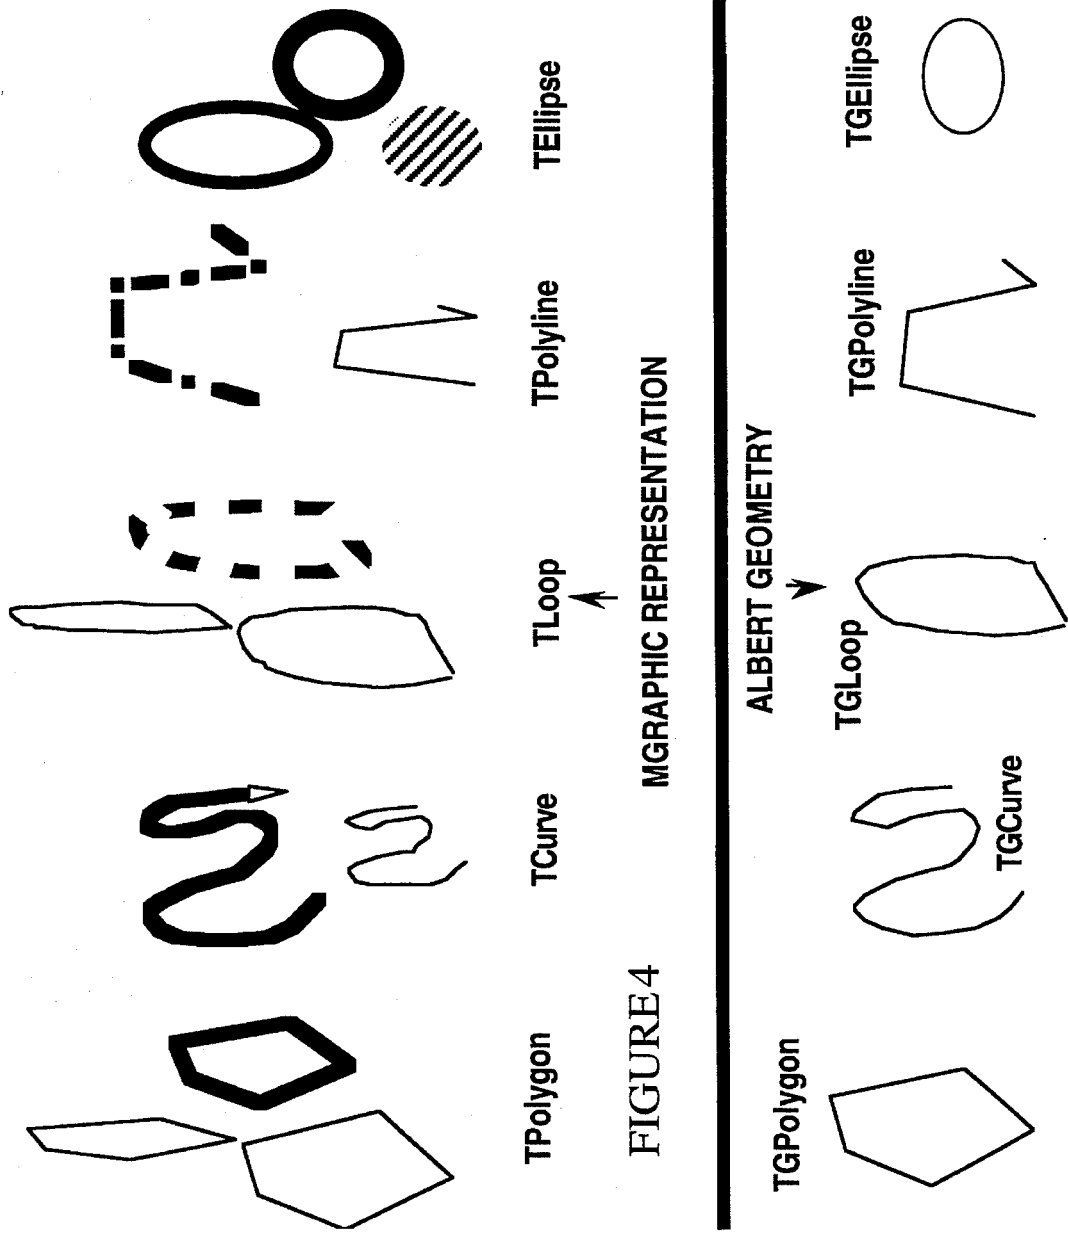 TPolygon
TCurve
TLoop
TPolyline
TEllipse
FIGURE 4
MGRAPHIC REPRESENTATION
ALBERT GEOMETRY
TGPolygon
TGCurve
TGLoop
TGPolyline
TGEllipse